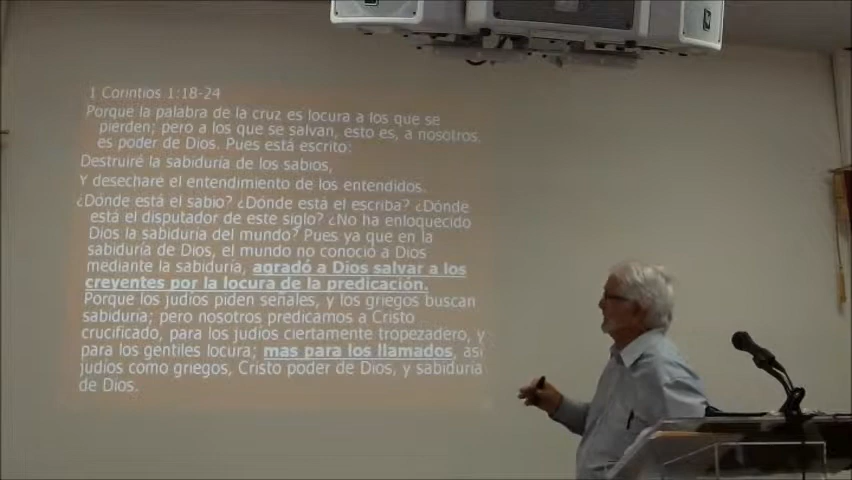 1 Corintios 1:18-24
Porque la palabra de la cruz es locura a los que se
pierden; pero a los que se salvan, esto es, a nosotros,
es poder de Dios. Pues está escrito:
Destruiré la sabiduría de los sabios,
Y desecharé el entendimiento de los entendidos.
¿Dónde está el sabio? ¿Dónde está el escriba? ¿Dónde
está el disputador de este siglo? ¿No ha enloquecido
Dios la sabiduría del mundo? Pues ya que en la
sabiduría de Dios, el mundo no conoció a Dios
mediante la sabiduría, agradó a Dios salvar a los
creyentes por la locura de la predicación.
Porque los judíos piden señales, y los griegos buscan
sabiduría; pero nosotros predicamos a Cristo
crucificado, para los judíos ciertamente tropezadero, y
para los gentiles locura; mas para los llamados, así
judíos como griegos, Cristo poder de Dios, y sabiduría
de Dios.